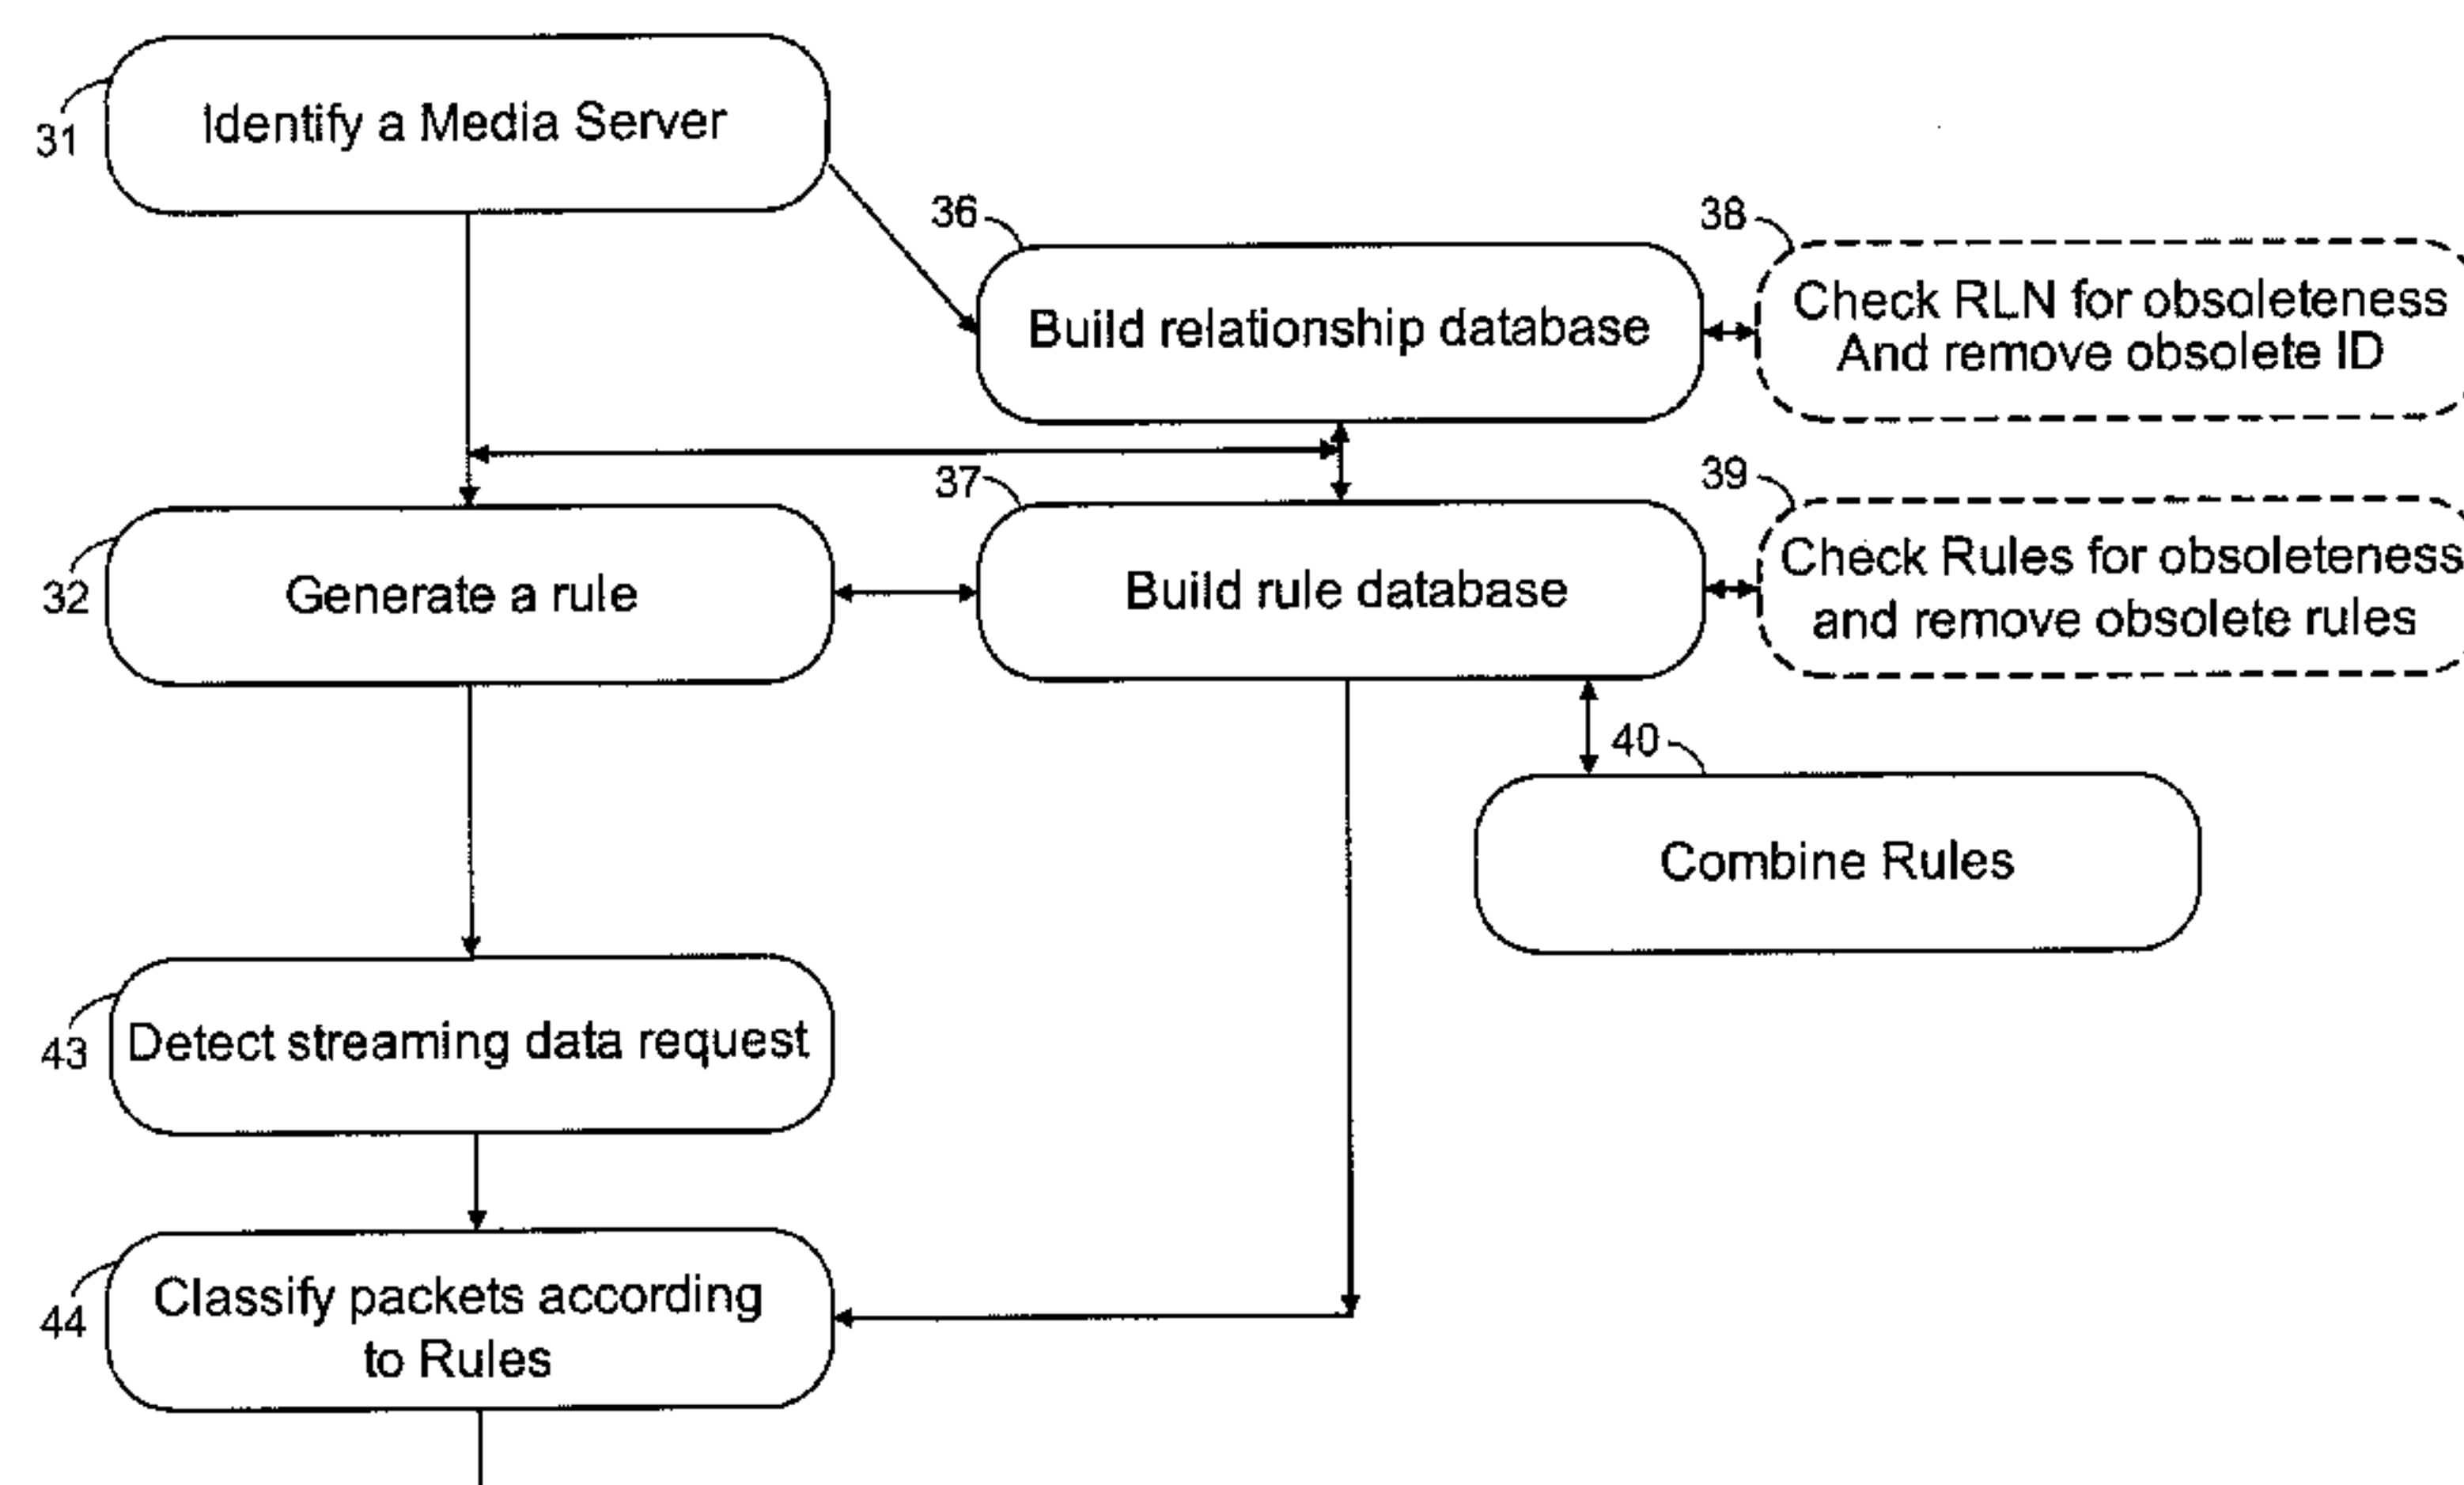 31
Identify a Media Server
36
Build relationship database
38
Check RLN for obsoleteness
And remove obsolete ID
32
Generate a rule
37
Build rule database
39
Check Rules for obsoleteness
and remove obsolete rules
40
Combine Rules
43
Detect streaming data request
44
Classify packets according
to Rules